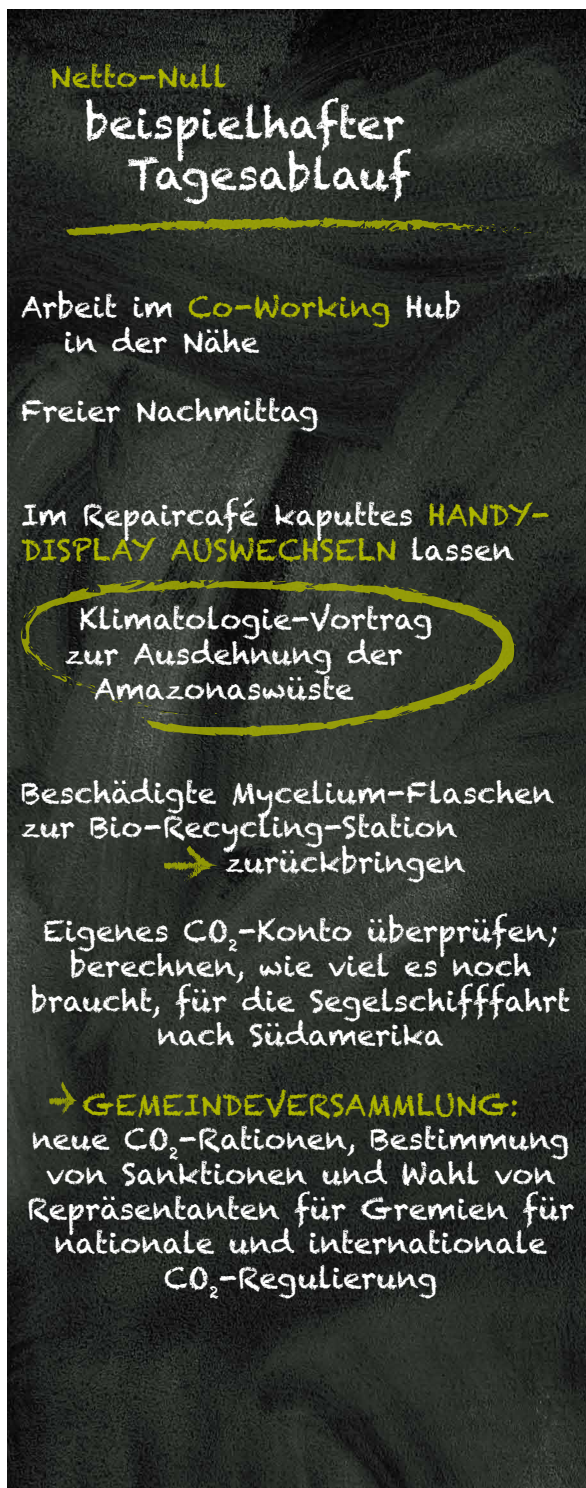 Netto-Null
beispielhafter
Tagesablauf
Arbeit im Co-Working Hub
in der Nähe
Freier Nachmittag
Im Repaircafé kaputtes HANDY-
DISPLAY AUSWECHSELN lassen
Klimatologie-Vortrag
zur Ausdehnung der
Amazonaswüste
Beschädigte Mycelium-Flaschen
zur Bio-Recycling-Station
→ zurückbringen
Eigenes CO₂-Konto überprüfen;
berechnen, wie viel es noch
braucht, für die Segelschifffahrt
nach Südamerika
→ GEMEINDEVERSAMMLUNG:
neue CO₂-Rationen, Bestimmung
von Sanktionen und Wahl von
Repräsentanten für Gremien für
nationale und internationale
CO₂-Regulierung